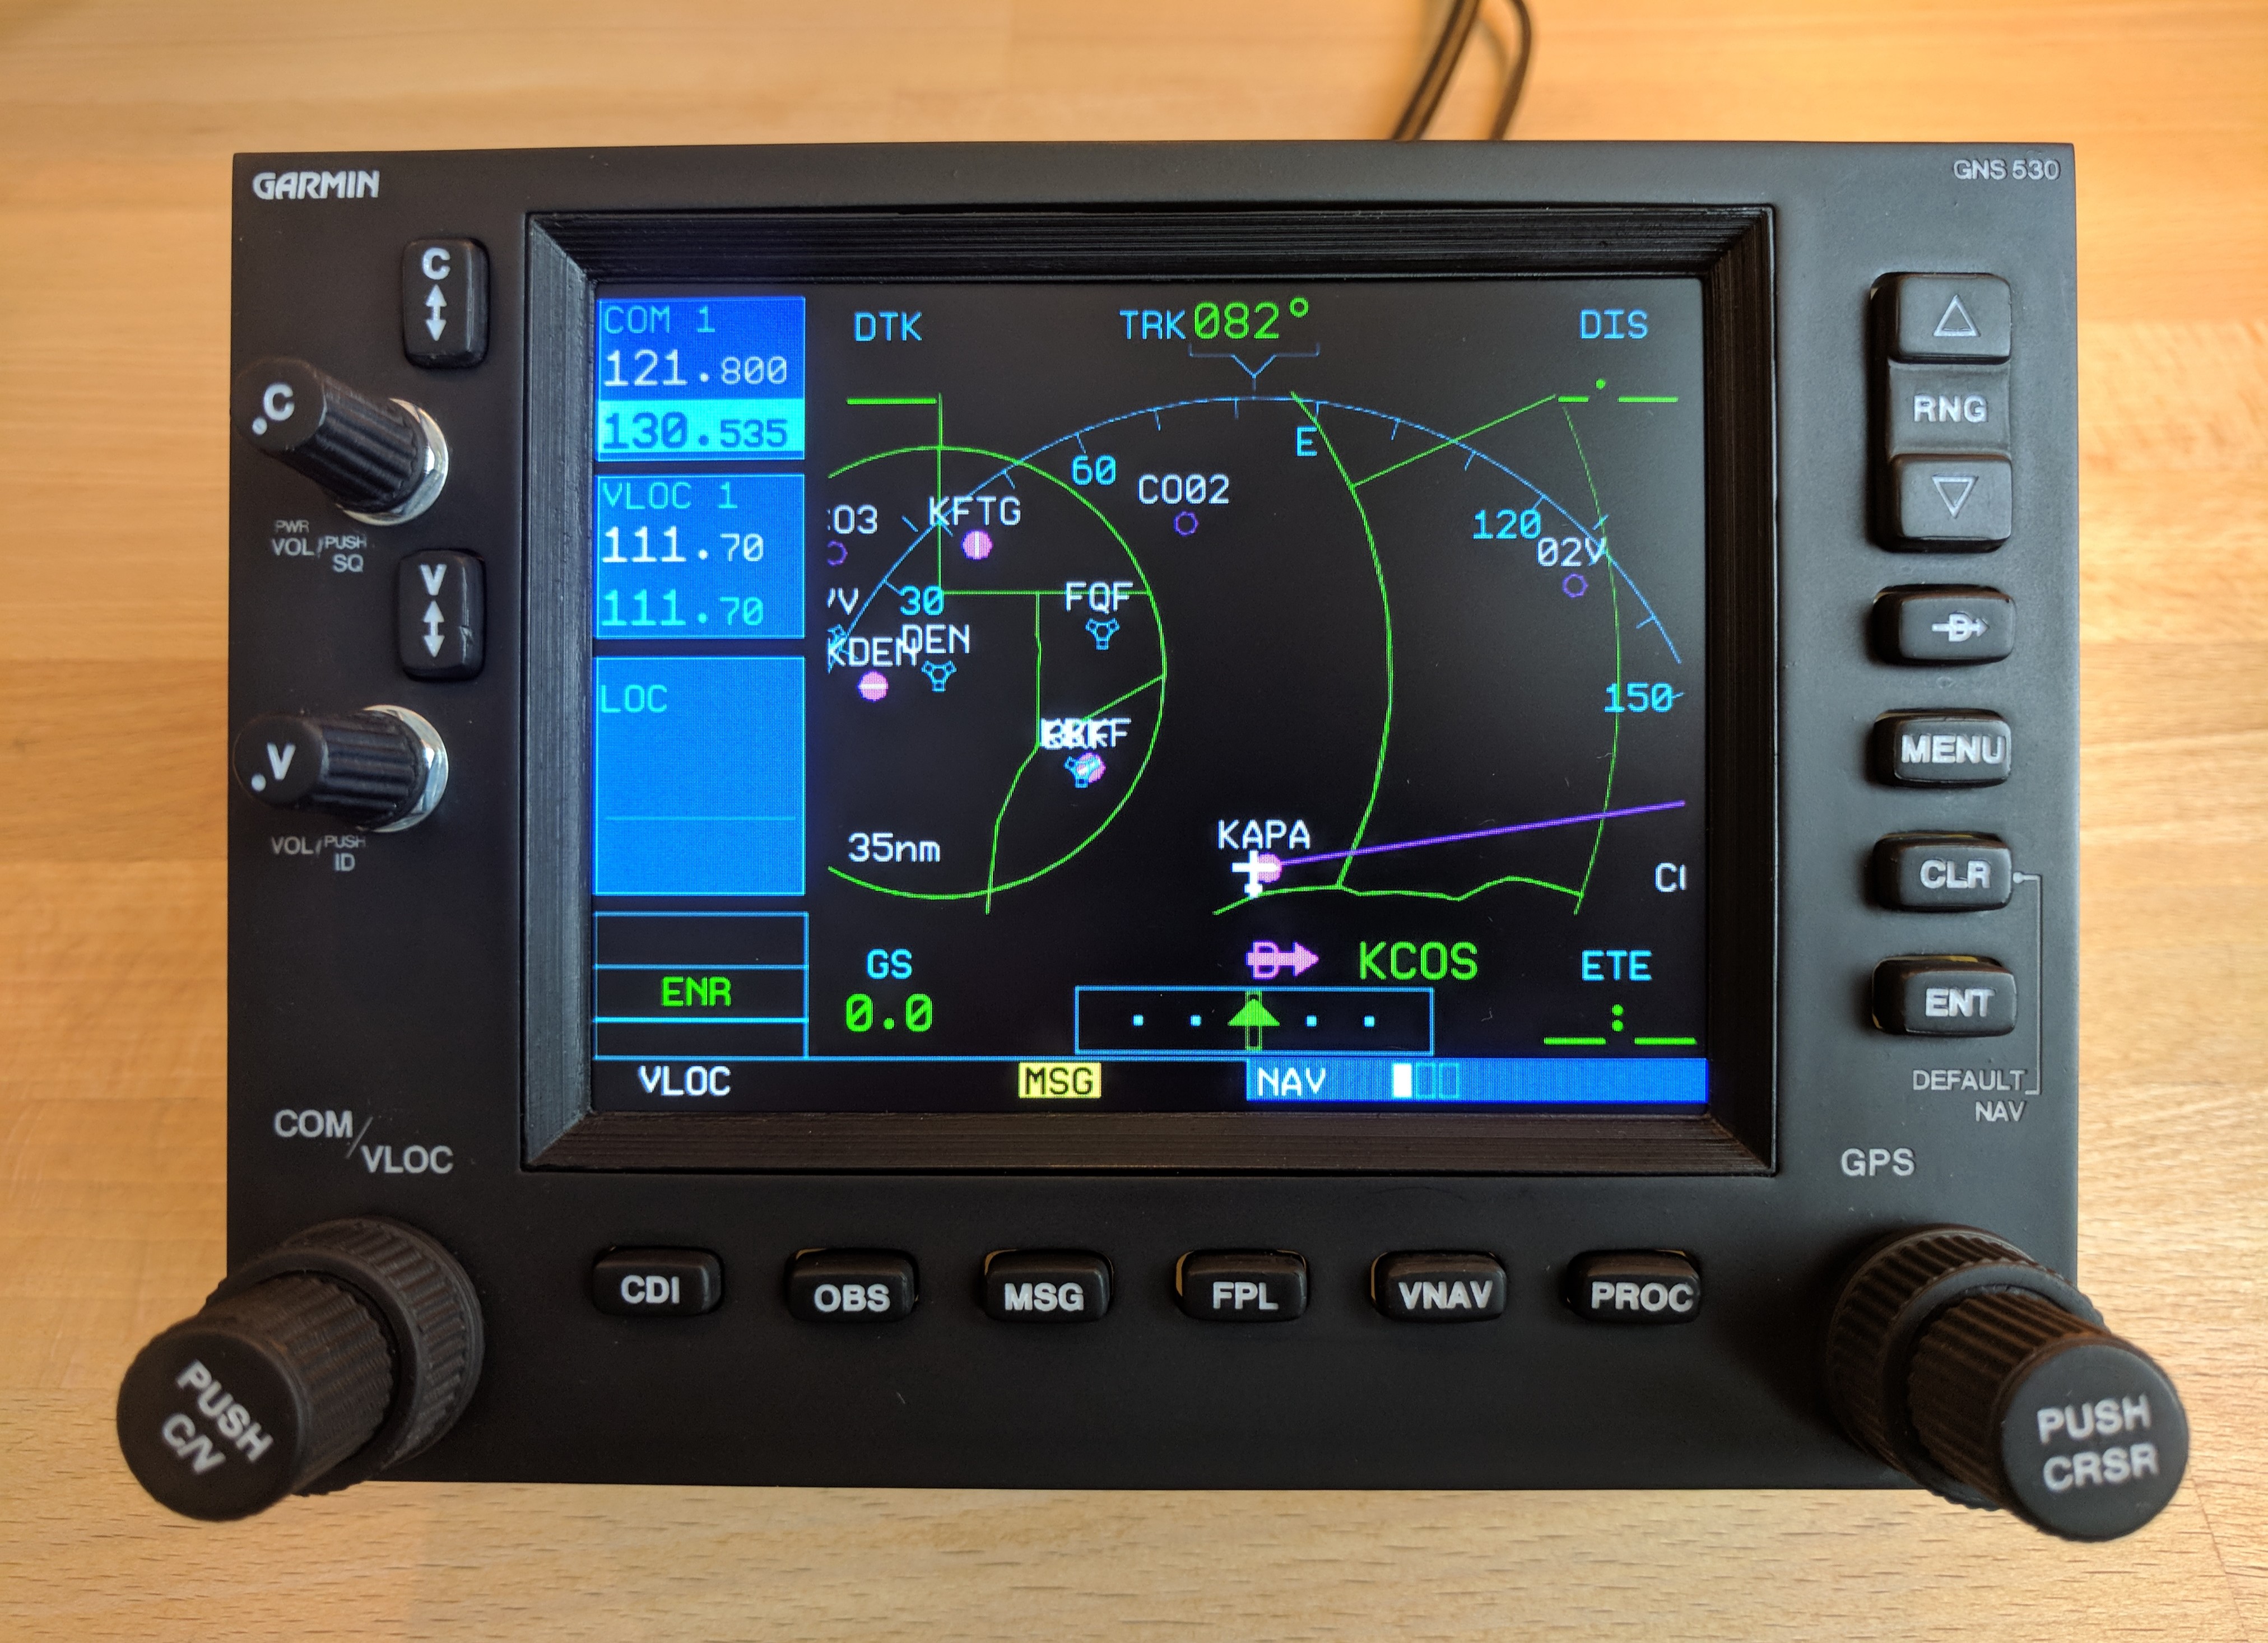 GARMIN
GNS 530
C
C
PWR
VOL/PUSH
SQ
V
V
VOL/PUSH
ID
COM/VLOC
PUSH
C/V
COM 1
121.800
130.535
VLOC 1
111.70
111.70
LOC
ENR
VLOC
MSG
NAV
DTK
TRK 082°
DIS
E
60
CO02
KFTG
O3
120
02V
30
FQF
V
DEN
KDEN
150
35nm
KAPA
GS
0.0
KCOS
ETE
RNG
D
MENU
CLR
ENT
DEFAULT
NAV
GPS
CDI
OBS
MSG
FPL
VNAV
PROC
PUSH
CRSR